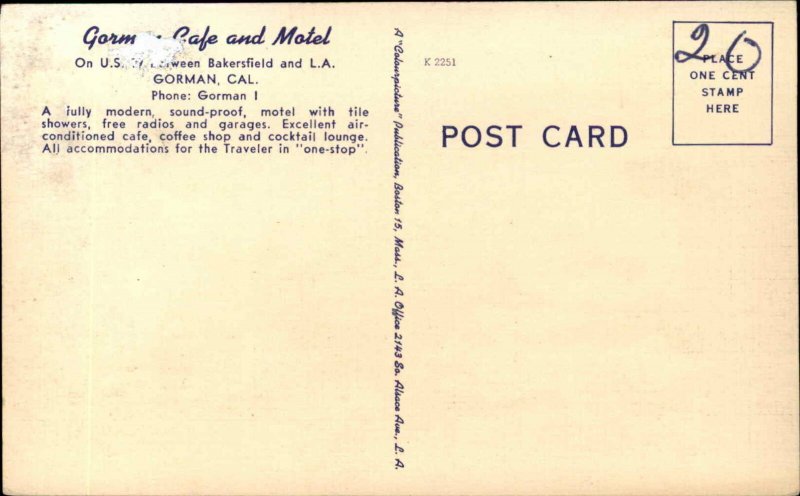 Cafe and Motel
On U.S. between Bakersfield and L.A.
GORMAN, CAL.
Phone: Gorman 1
A fully modern, sound-proof, motel with tile
showers, free radios and garages. Excellent air-
conditioned cafe, coffee shop and cocktail lounge.
All accommodations for the Traveler in "one-stop".
A "Colourpicture" Publication, Boston 15, Mass., L. A. Office 2143 So. Alsace Ave., L. A.
K 2251
POST CARD
20
PLACE
ONE CENT
STAMP
HERE